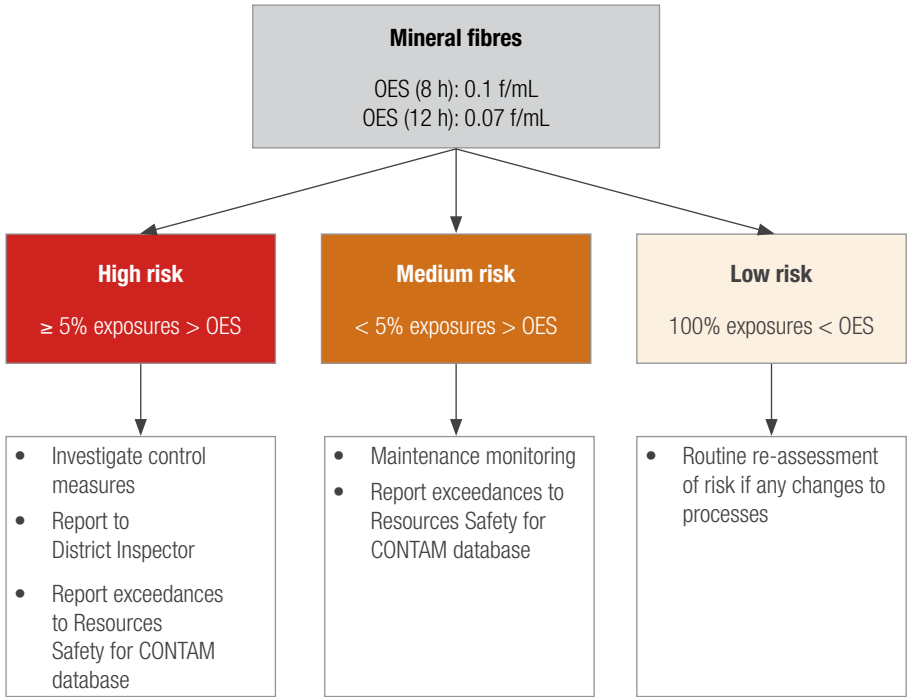 Mineral fibres
OES (8 h): 0.1 f/mL
OES (12 h): 0.07 f/mL
High risk
≥ 5% exposures > OES
Medium risk
< 5% exposures > OES
Low risk
100% exposures < OES
• Investigate control
measures
• Report to
District Inspector
• Report exceedances
to Resources
Safety for CONTAM
database
• Maintenance monitoring
• Report exceedances to
Resources Safety for
CONTAM database
• Routine re-assessment
of risk if any changes to
processes